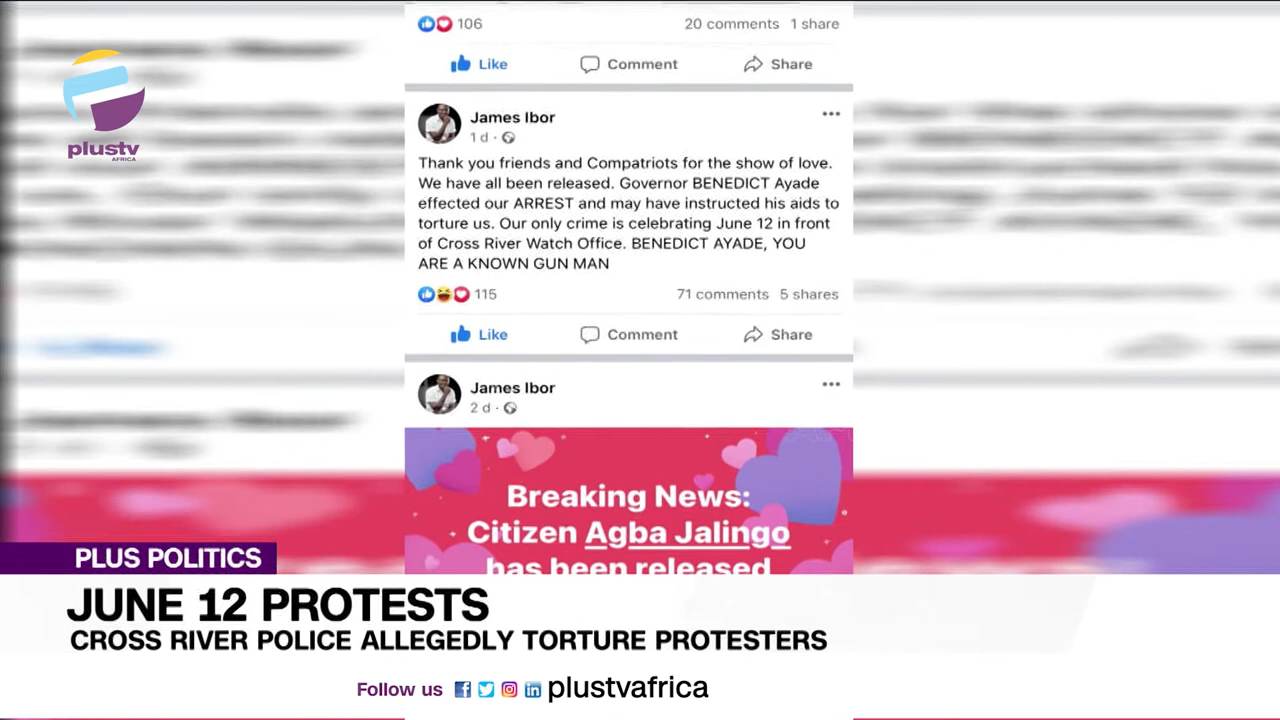 106
20 comments 1 share
Like
Comment
Share
plustv
AFRICA
James Ibor
1 d ·
Thank you friends and Compatriots for the show of love.
We have all been released. Governor BENEDICT Ayade
effected our ARREST and may have instructed his aids to
torture us. Our only crime is celebrating June 12 in front
of Cross River Watch Office. BENEDICT AYADE, YOU
ARE A KNOWN GUN MAN
115
71 comments 5 shares
Like
Comment
Share
James Ibor
2 d ·
Breaking News:
Citizen Agba Jalingo
has been released
PLUS POLITICS
JUNE 12 PROTESTS
CROSS RIVER POLICE ALLEGEDLY TORTURE PROTESTERS
Follow us
plustvafrica